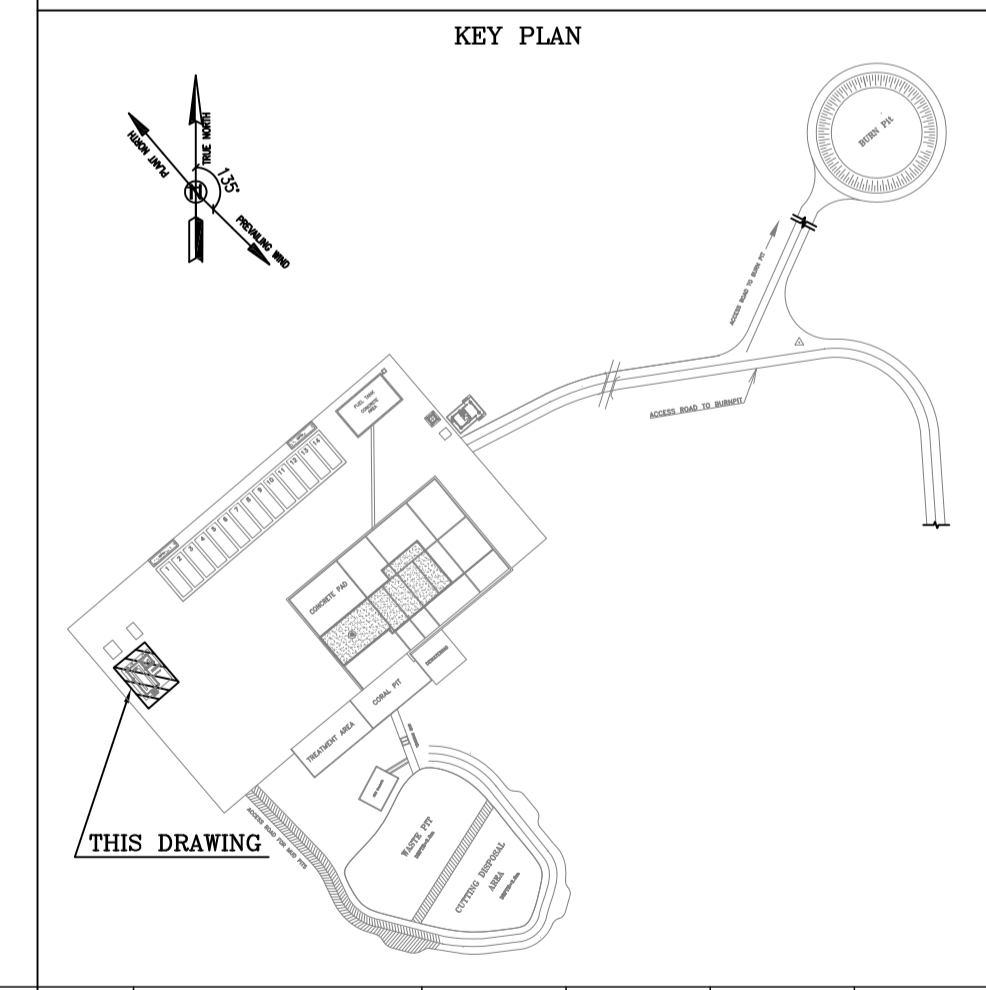 KEY PLAN
TRUE NORTH
PLANT NORTH
N
135°
PREVAILING WIND
BURN Pit
ACCESS ROAD TO BURN PIT
ACCESS ROAD TO BURNPIT
FUEL TANK
CONCRETE
AREA
1 2 3 4 5 6 7 8 9 10 11 12 13 14
CONCRETE PAD
CORAL PIT
TREATMENT AREA
THIS DRAWING
ACCESS ROAD FOR MUD PITS
WASTE PIT
CUTTING DISPOSAL
AREA